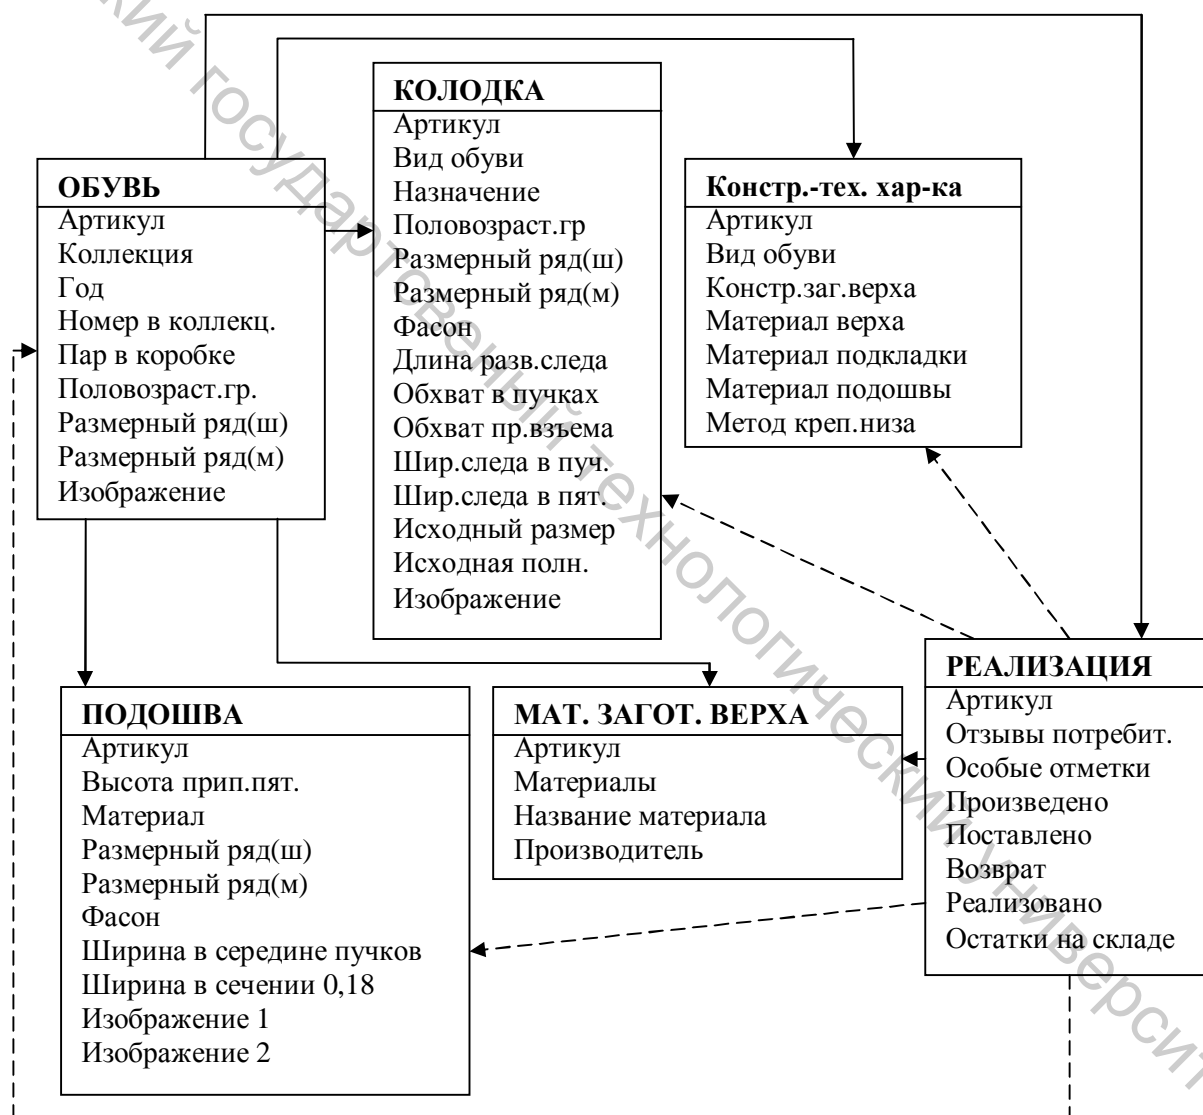 ОБУВЬ
Артикул
Коллекция
Год
Номер в коллекц.
Пар в коробке
Половозраст.гр.
Размерный ряд(ш)
Размерный ряд(м)
Изображение
КОЛОДКА
Артикул
Вид обуви
Назначение
Половозраст.гр
Размерный ряд(ш)
Размерный ряд(м)
Фасон
Длина разв.следа
Обхват в пучках
Обхват пр.взъема
Шир.следа в пуч.
Шир.следа в пят.
Исходный размер
Исходная полн.
Изображение
Констр.-тех. хар-ка
Артикул
Вид обуви
Констр.заг.верха
Материал верха
Материал подкладки
Материал подошвы
Метод креп.низа
ПОДОШВА
Артикул
Высота прип.пят.
Материал
Размерный ряд(ш)
Размерный ряд(м)
Фасон
Ширина в середине пучков
Ширина в сечении 0,18
Изображение 1
Изображение 2
МАТ. ЗАГОТ. ВЕРХА
Артикул
Материалы
Название материала
Производитель
РЕАЛИЗАЦИЯ
Артикул
Отзывы потребит.
Особые отметки
Произведено
Поставлено
Возврат
Реализовано
Остатки на складе
государтсвеный технологический